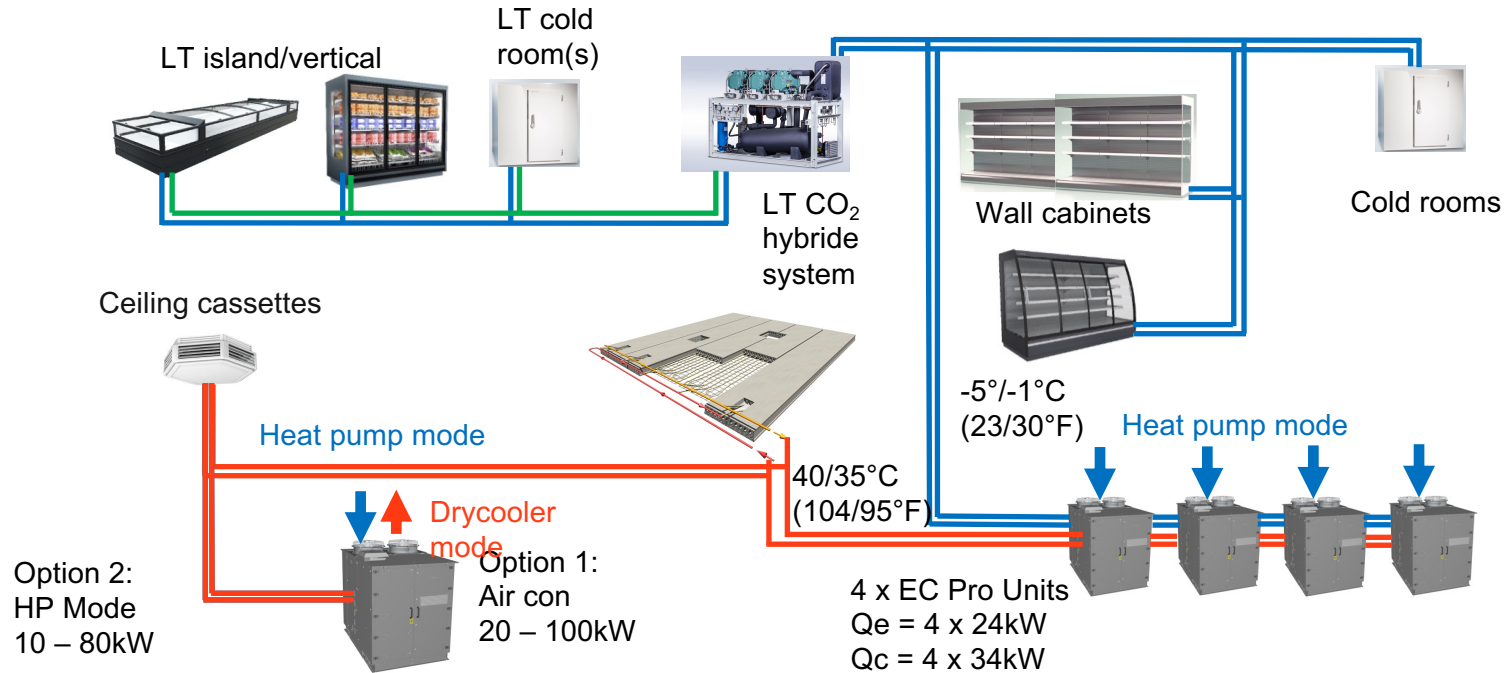 LT island/vertical
LT cold
room(s)
LT CO₂
hybride
system
Wall cabinets
Cold rooms
Ceiling cassettes
-5°/-1°C
(23/30°F)
Heat pump mode
Heat pump mode
40/35°C
(104/95°F)
Drycooler
mode
Option 1:
Air con
20 – 100kW
Option 2:
HP Mode
10 – 80kW
4 x EC Pro Units
Qe = 4 x 24kW
Qc = 4 x 34kW